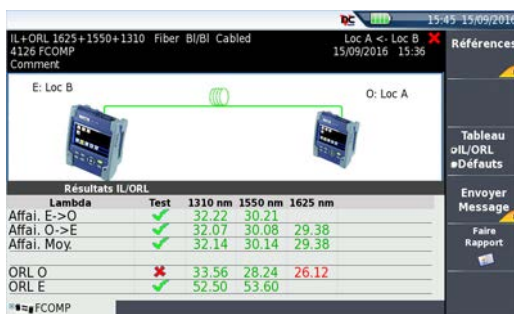 15:45 15/09/2016
IL+ORL 1625+1550+1310 Fiber Bl/Bl Cabled Loc A <- Loc B
4126 FCOMP 15/09/2016 15:36
Comment
Références
E: Loc B
O: Loc A
Tableau
IL/ORL
Défauts
Envoyer
Message
Faire
Rapport
Résultats IL/ORL
Lambda Test 1310 nm 1550 nm 1625 nm
Affai. E->O 32.22 30.21
Affai. O->E 32.07 30.08 29.38
Affai. Moy. 32.14 30.14 29.38
ORL O 33.56 28.24 26.12
ORL E 52.50 53.60
FCOMP